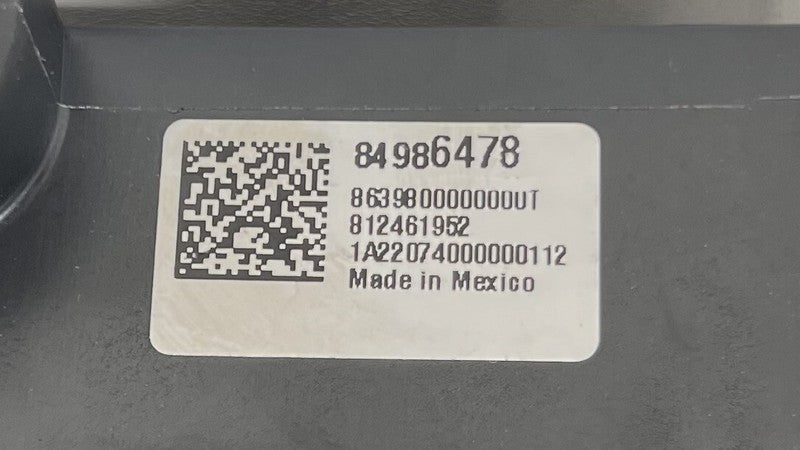 84986478
863980000000UT
812461952
1A22074000000112
Made in Mexico